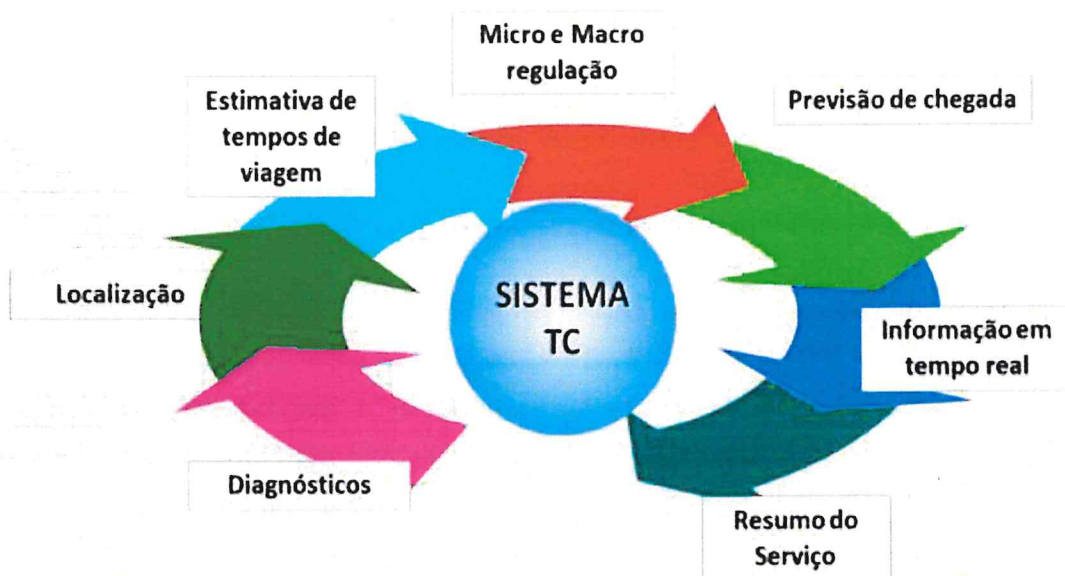 Micro e Macro
regulação
Previsão de chegada
Estimativa de
tempos de
viagem
Localização
SISTEMA
TC
Informação em
tempo real
Diagnósticos
Resumo do
Serviço